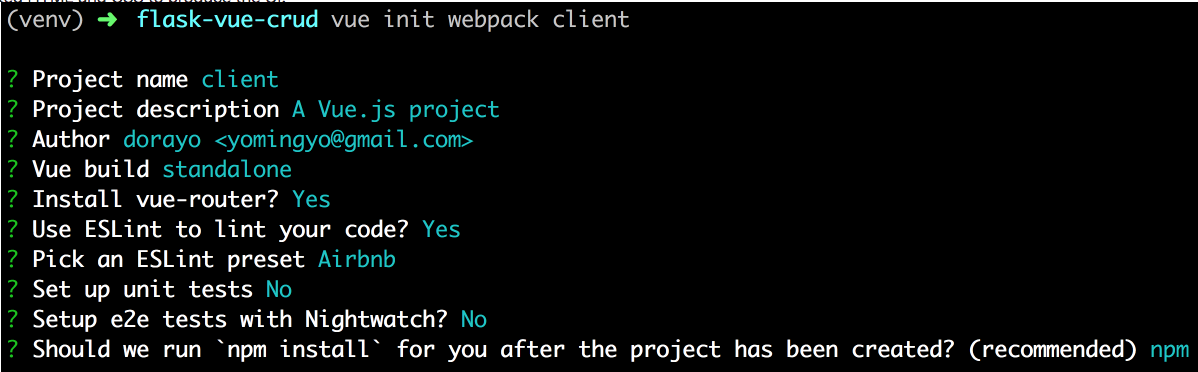 (venv) ➜ flask-vue-crud vue init webpack client
? Project name client
? Project description A Vue.js project
? Author dorayo <yomingyo@gmail.com>
? Vue build standalone
? Install vue-router? Yes
? Use ESLint to lint your code? Yes
? Pick an ESLint preset Airbnb
? Set up unit tests No
? Setup e2e tests with Nightwatch? No
? Should we run `npm install` for you after the project has been created? (recommended) npm